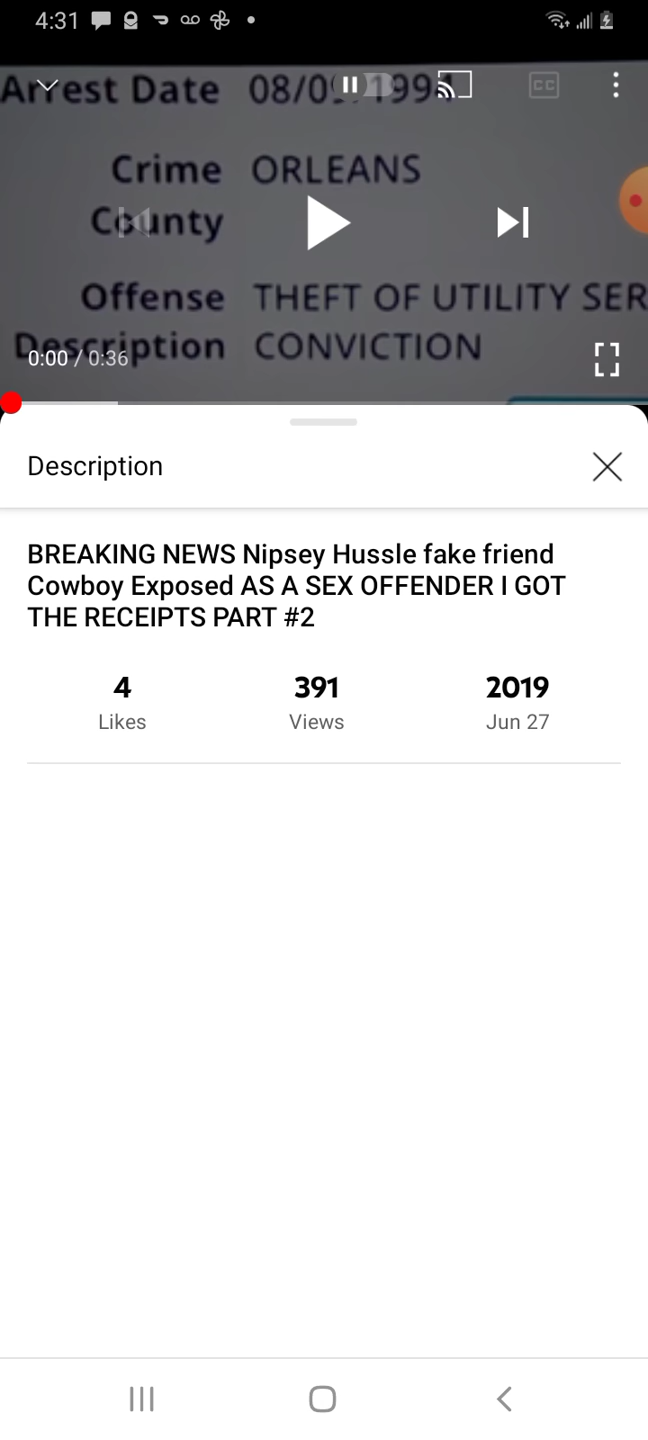 4:31
Arrest Date 08/0
Crime ORLEANS
County
Offense THEFT OF UTILITY SER
Description CONVICTION
0:00 / 0:36
CC
Description
BREAKING NEWS Nipsey Hussle fake friend
Cowboy Exposed AS A SEX OFFENDER I GOT
THE RECEIPTS PART #2
4 391 2019
Likes Views Jun 27